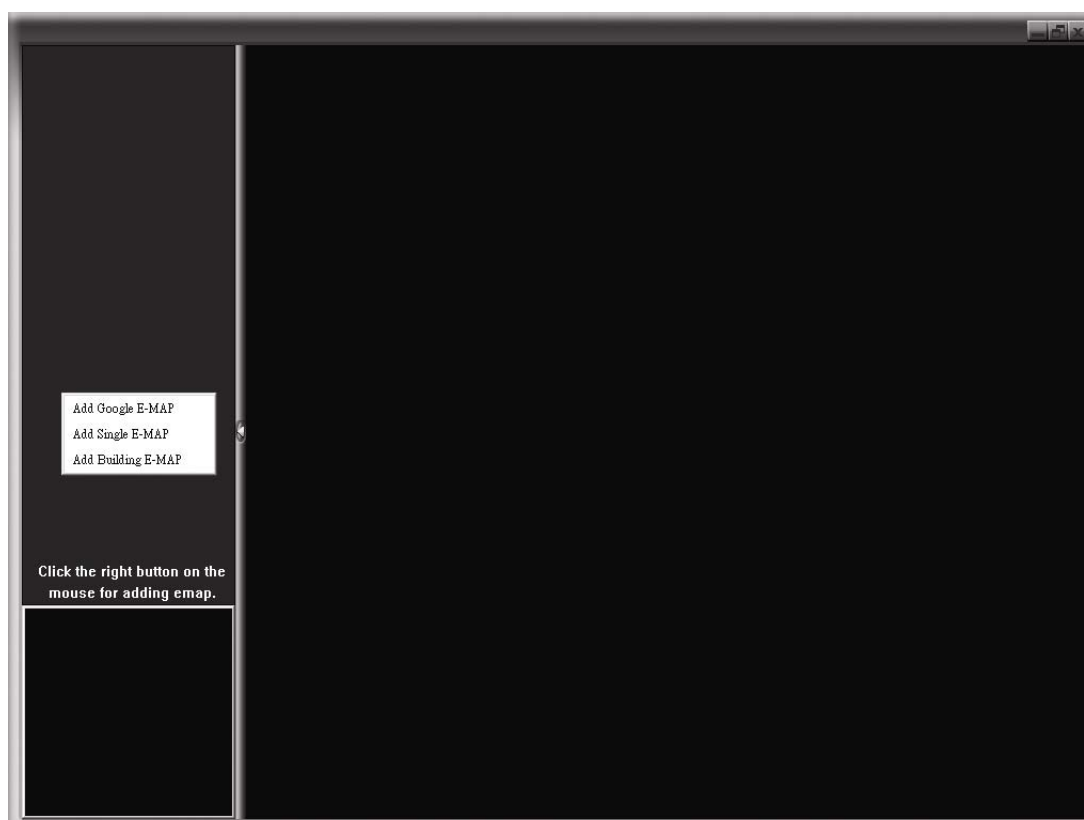 Add Google E-MAP
Add Single E-MAP
Add Building E-MAP
Click the right button on the
mouse for adding emap.